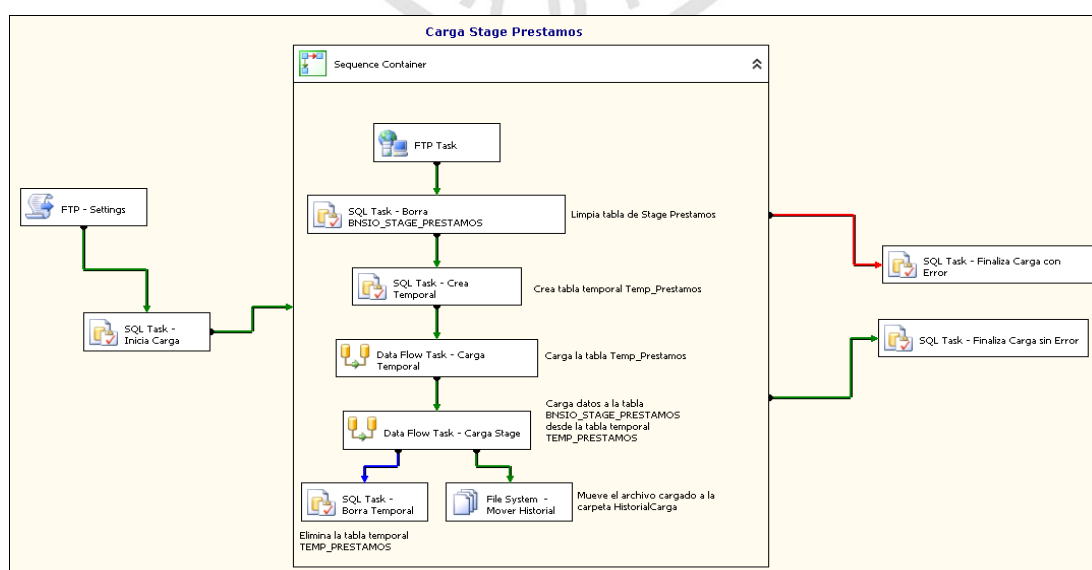 Carga Stage Prestamos
Sequence Container
FTP Task
FTP - Settings
SQL Task - Borra
BNSIO_STAGE_PRESTAMOS
Limpia tabla de Stage Prestamos
SQL Task - Finaliza Carga con
Error
SQL Task - Crea
Temporal
Crea tabla temporal Temp_Prestamos
SQL Task -
Inicia Carga
SQL Task - Finaliza Carga sin Error
Data Flow Task - Carga
Temporal
Carga la tabla Temp_Prestamos
Data Flow Task - Carga Stage
Carga datos a la tabla
BNSIO_STAGE_PRESTAMOS
desde la tabla temporal
TEMP_PRESTAMOS
SQL Task -
Borra Temporal
File System -
Mover Historial
Mueve el archivo cargado a la
carpeta HistorialCarga
Elimina la tabla temporal
TEMP_PRESTAMOS